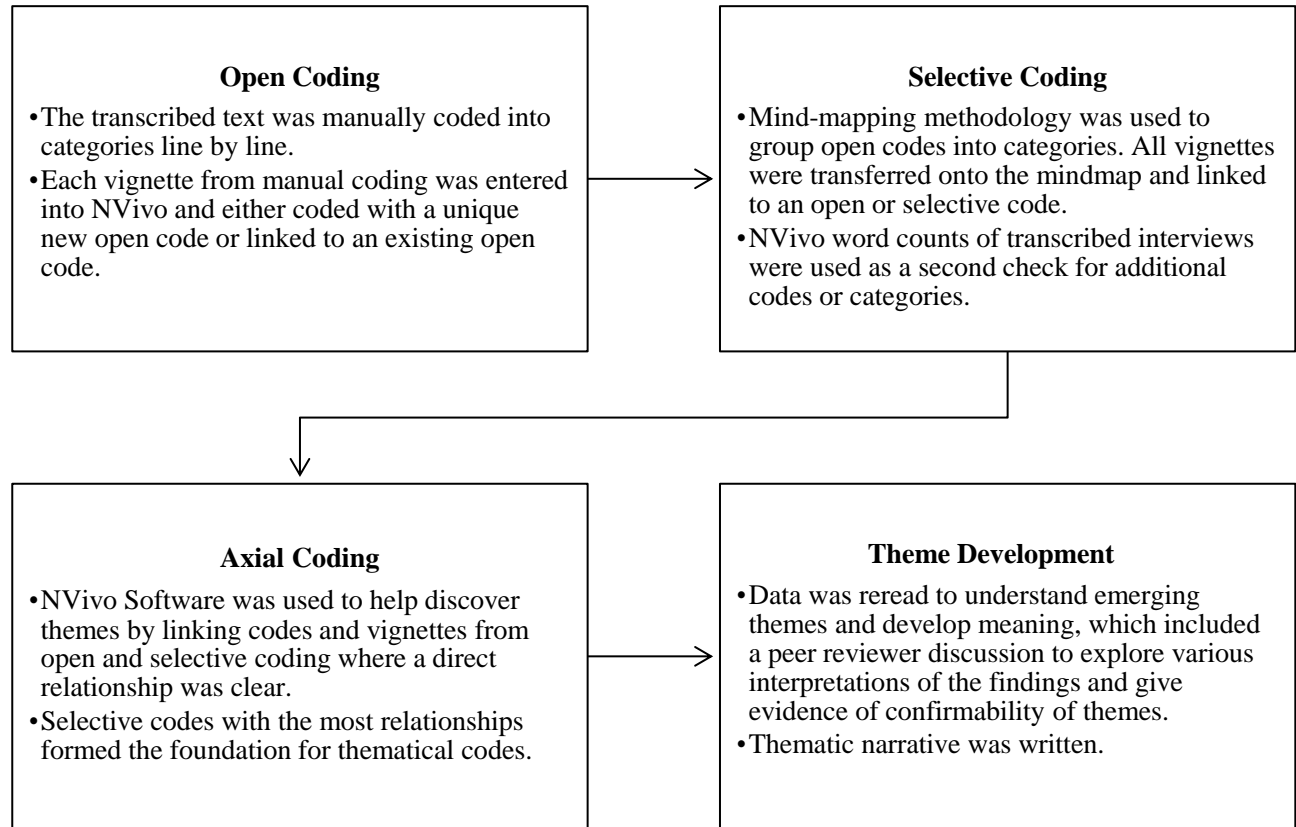 Open Coding
•The transcribed text was manually coded into
categories line by line.
•Each vignette from manual coding was entered
into NVivo and either coded with a unique
new open code or linked to an existing open
code.
Selective Coding
•Mind-mapping methodology was used to
group open codes into categories. All vignettes
were transferred onto the mindmap and linked
to an open or selective code.
•NVivo word counts of transcribed interviews
were used as a second check for additional
codes or categories.
Axial Coding
•NVivo Software was used to help discover
themes by linking codes and vignettes from
open and selective coding where a direct
relationship was clear.
•Selective codes with the most relationships
formed the foundation for thematical codes.
Theme Development
•Data was reread to understand emerging
themes and develop meaning, which included
a peer reviewer discussion to explore various
interpretations of the findings and give
evidence of confirmability of themes.
•Thematic narrative was written.